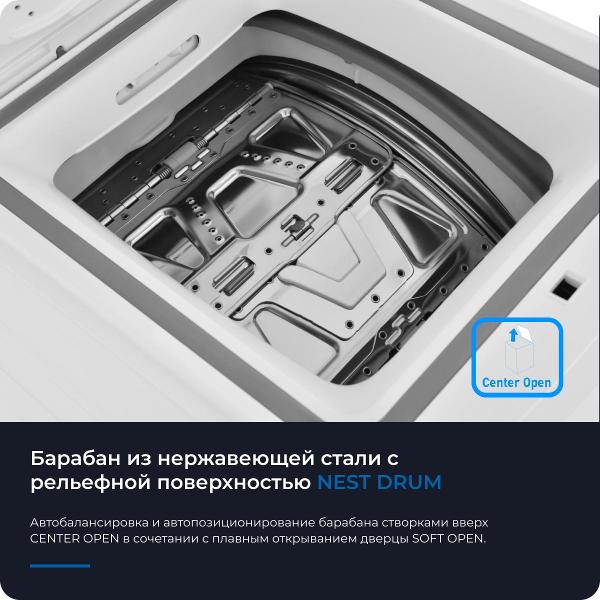 Center Open
Барабан из нержавеющей стали с
рельефной поверхностью NEST DRUM
Автобалансировка и автопозиционирование барабана створками вверх
CENTER OPEN в сочетании с плавным открыванием дверцы SOFT OPEN.